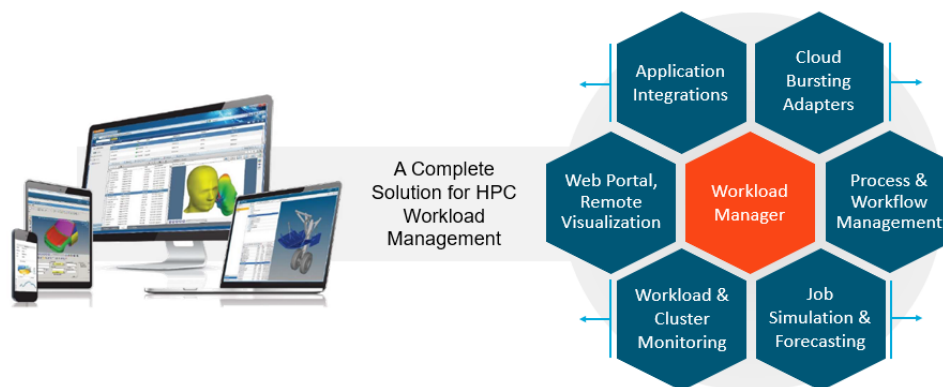 A Complete
Solution for HPC
Workload
Management
Application
Integrations
Cloud
Bursting
Adapters
Web Portal,
Remote
Visualization
Workload
Manager
Process &
Workflow
Management
Workload &
Cluster
Monitoring
Job
Simulation &
Forecasting